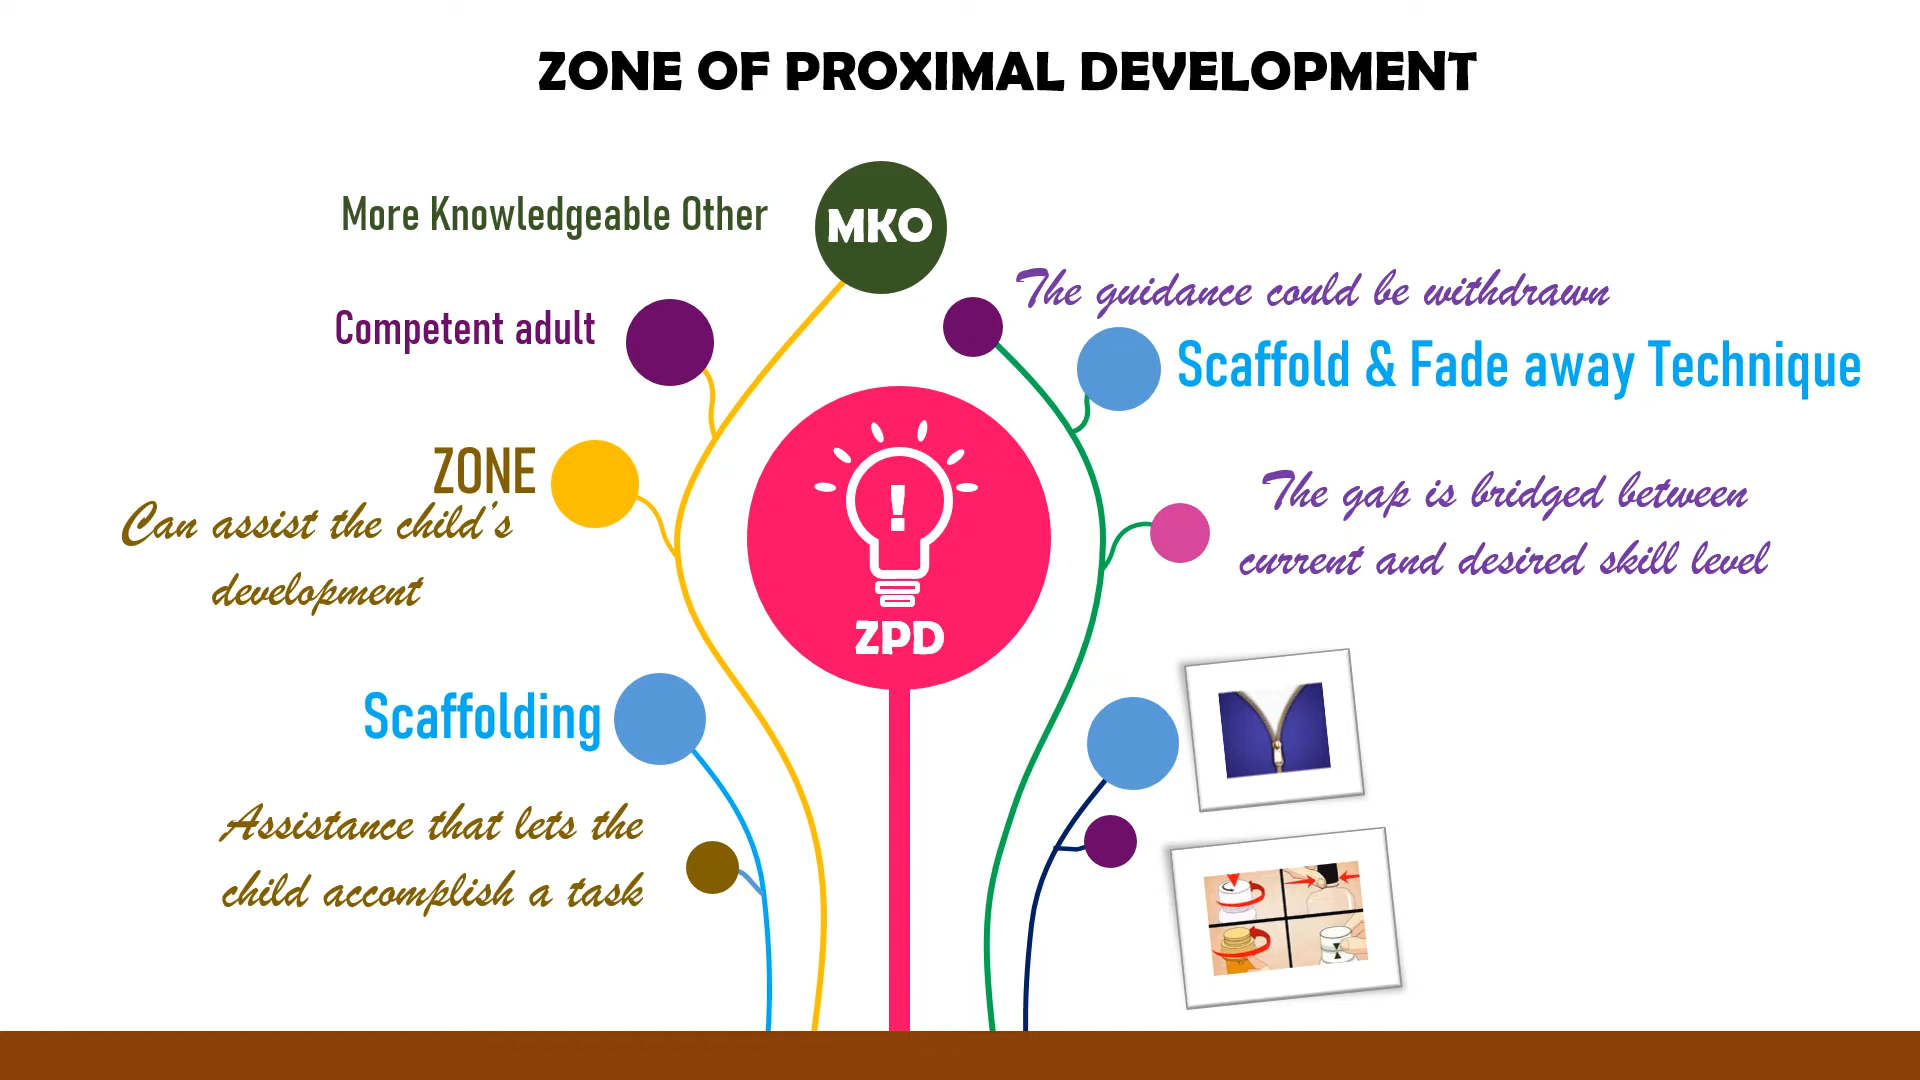 ZONE OF PROXIMAL DEVELOPMENT
More Knowledgeable Other
MKO
Competent adult
ZONE
Can assist the child's
development
Scaffolding
Assistance that lets the
child accomplish a task
!
ZPD
The guidance could be withdrawn
Scaffold & Fade away Technique
The gap is bridged between
current and desired skill level